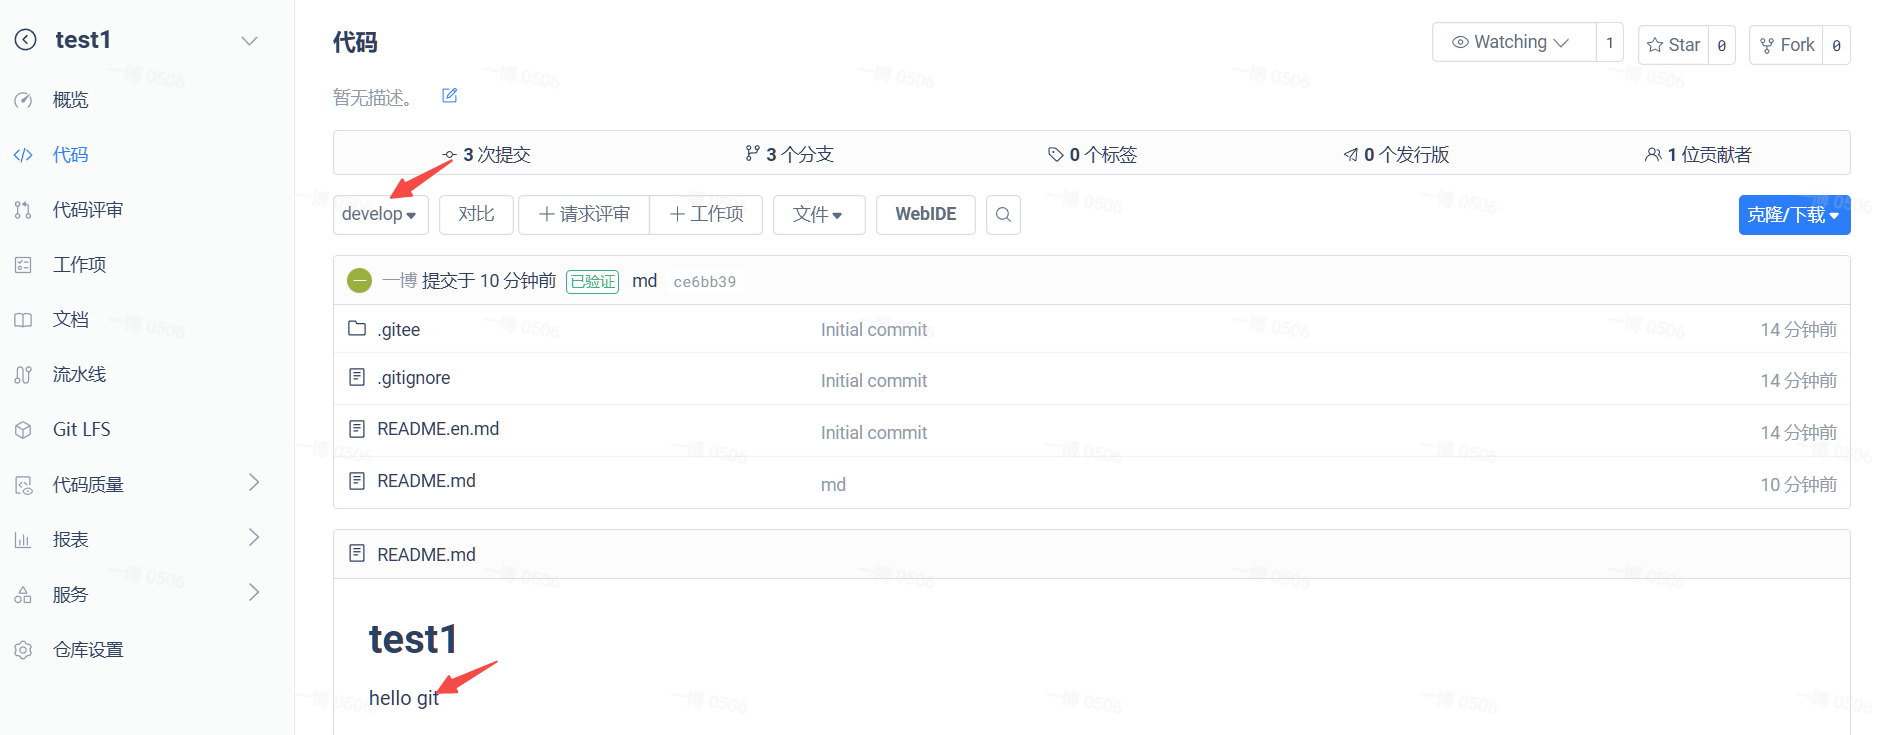 test1
概览
代码
代码评审
工作项
文档
流水线
Git LFS
代码质量
报表
服务
仓库设置
代码
Watching 1
Star 0
Fork 0
暂无描述。
3 次提交
3 个分支
0 个标签
0 个发行版
1 位贡献者
develop
对比
请求评审
工作项
文件
WebIDE
克隆/下载
一博 提交于 10 分钟前 已验证 md ce6bb39
.gitee Initial commit 14 分钟前
.gitignore Initial commit 14 分钟前
README.en.md Initial commit 14 分钟前
README.md md 10 分钟前
README.md
test1
hello git
一博 0506